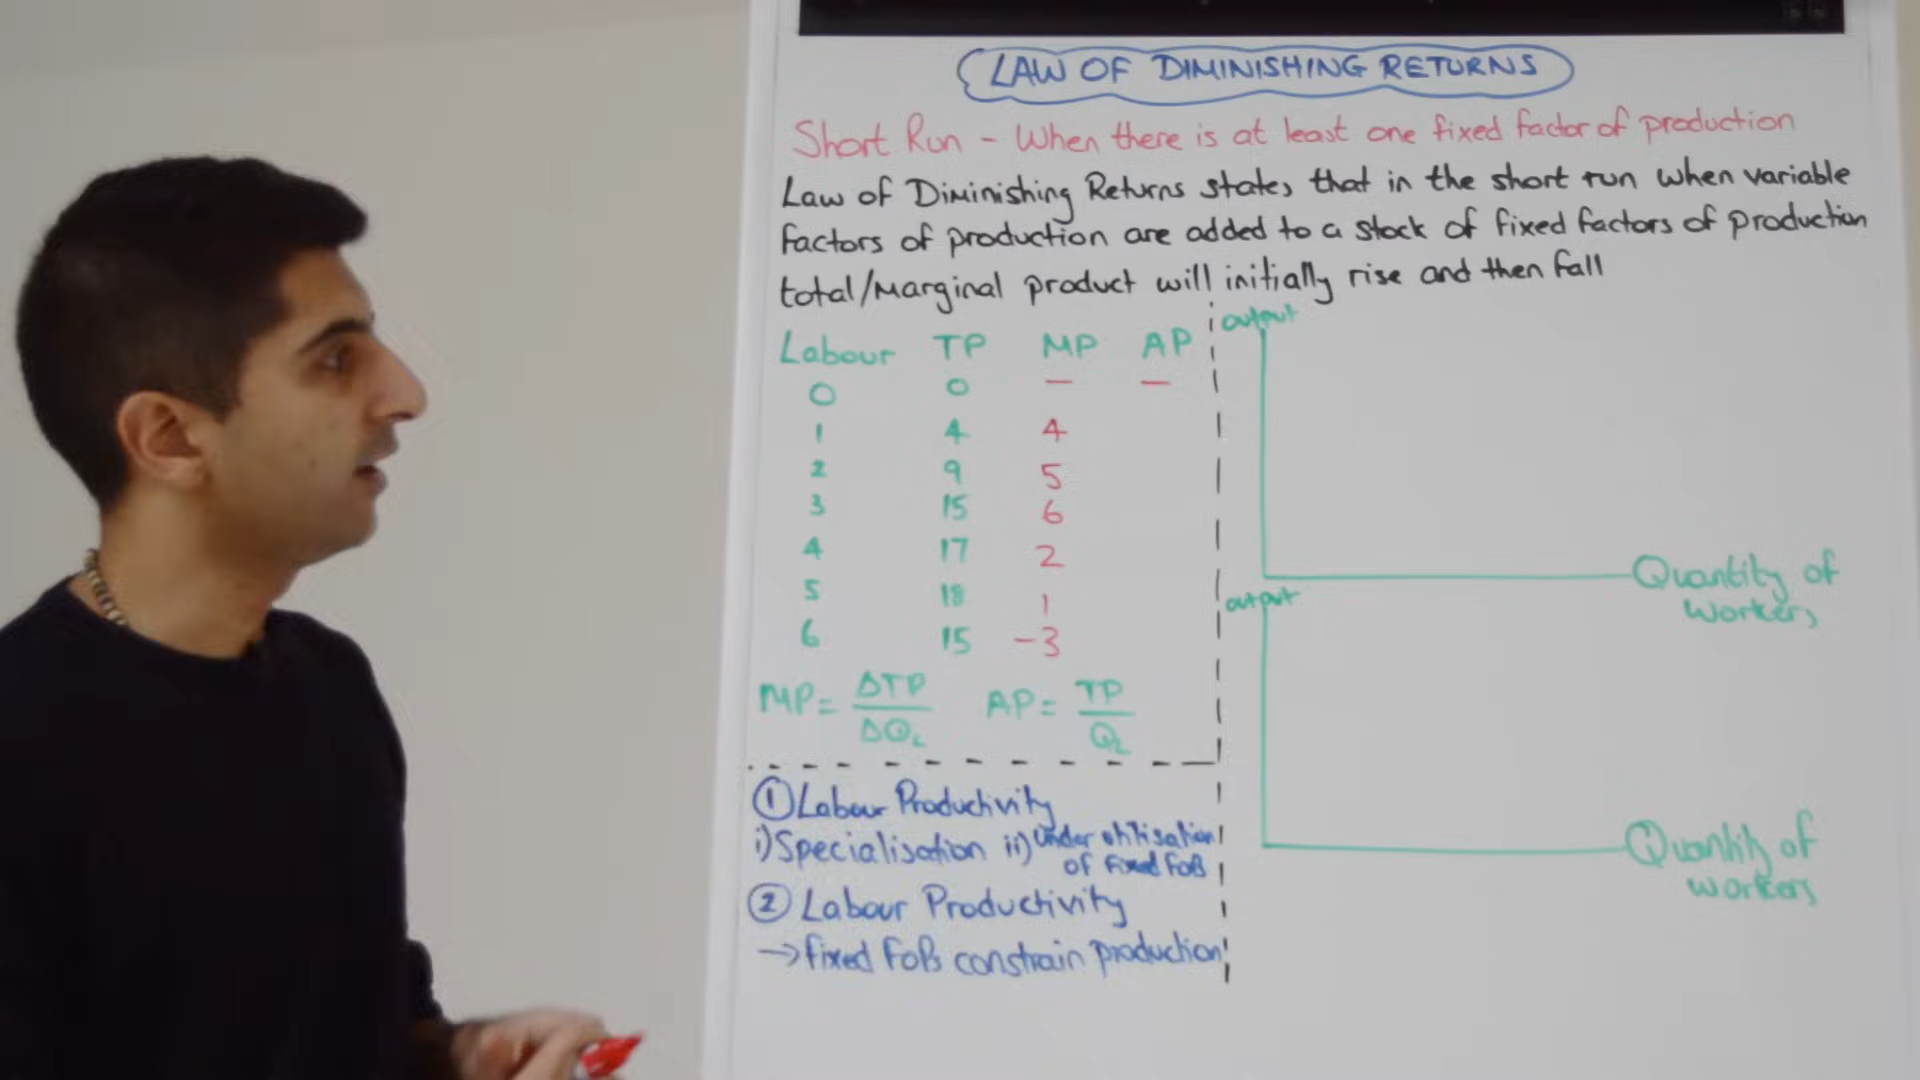 LAW OF DIMINISHING RETURNS
Short Run - When there is at least one fixed factor of production
Law of Diminishing Returns states that in the short run when variable
factors of production are added to a stock of fixed factors of production
total/marginal product will initially rise and then fall
Labour TP MP AP
0 0 — —
1 4 4
2 9 5
3 15 6
4 17 2
5 18 1
6 15 -3
MP = ΔTP/ΔQL AP = TP/QL
① Labour Productivity
i) Specialisation ii) Under utilisation
of Fixed FoPs
② Labour Productivity
→ fixed FoPs constrain production
output
Quantity of
workers
output
Quantity of
workers